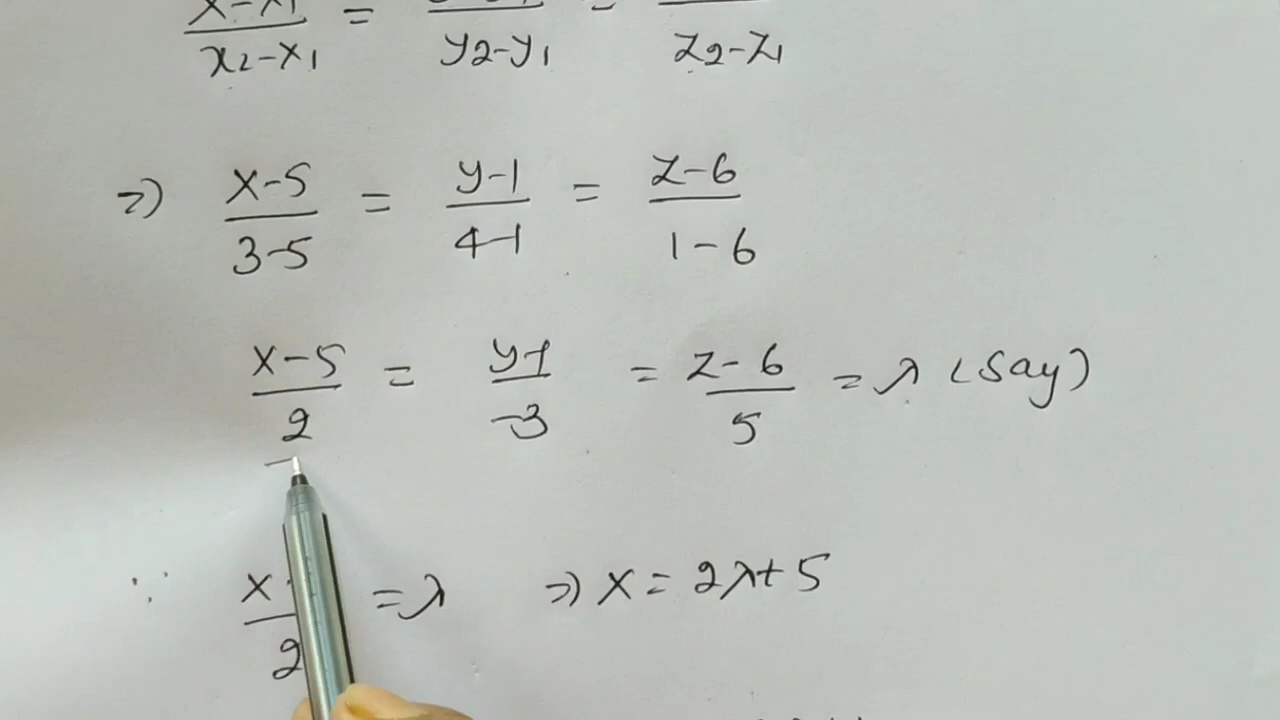 x-x1/x2-x1 = /y2-y1 = /z2-z1
=) x-5/3-5 = y-1/4-1 = z-6/1-6
x-5/2 = y-1/-3 = z-6/5 = λ (Say)
∵ x-/2 = λ =) x = 2λ+5